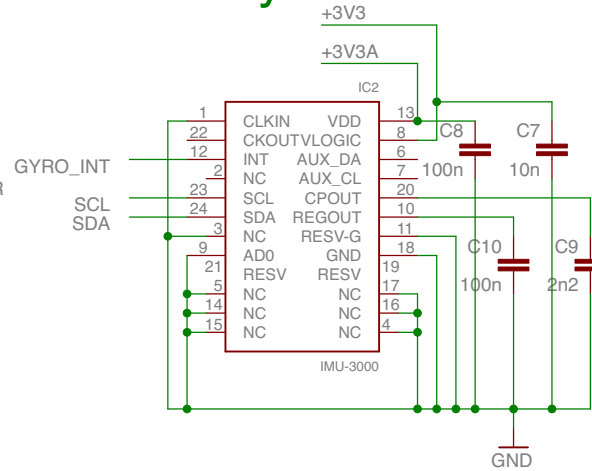 y
+3V3
+3V3A
IC2
1 CLKIN VDD 13
22 CKOUT VLOGIC 8
12 INT AUX_DA 6
2 NC AUX_CL 7
23 SCL CPOUT 20
24 SDA REGOUT 10
3 NC RESV-G 11
9 AD0 GND 18
21 RESV RESV 19
5 NC NC 17
14 NC NC 16
15 NC NC 4
IMU-3000
GYRO_INT
R
SCL
SDA
C8
100n
C7
10n
C10
100n
C9
2n2
GND